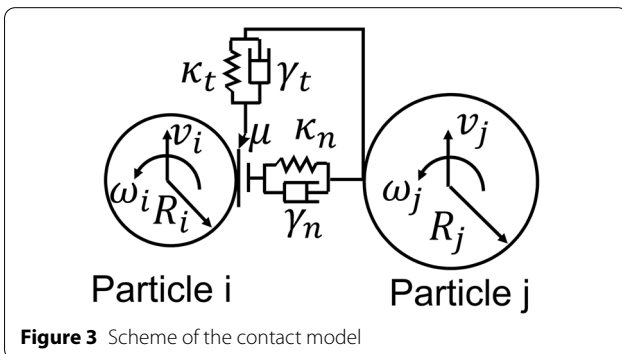 κt γt
μ κn
vi vj
ωi ωj
Ri γn Rj
Particle i Particle j
Figure 3 Scheme of the contact model